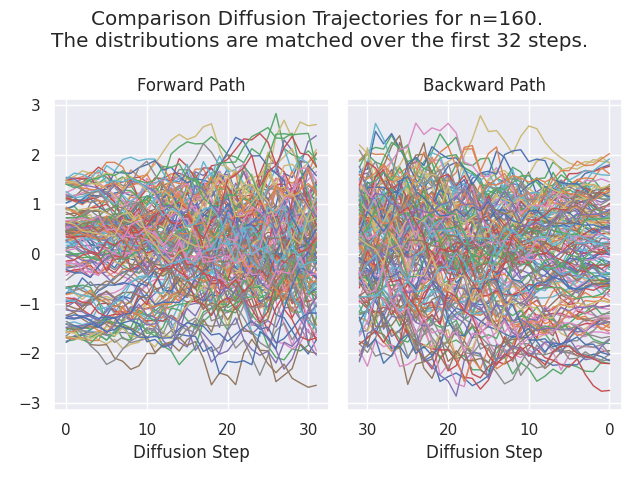 Comparison Diffusion Trajectories for n=160.
The distributions are matched over the first 32 steps.
Forward Path
Backward Path
3
2
1
0
−1
−2
−3
0 10 20 30
30 20 10 0
Diffusion Step
Diffusion Step